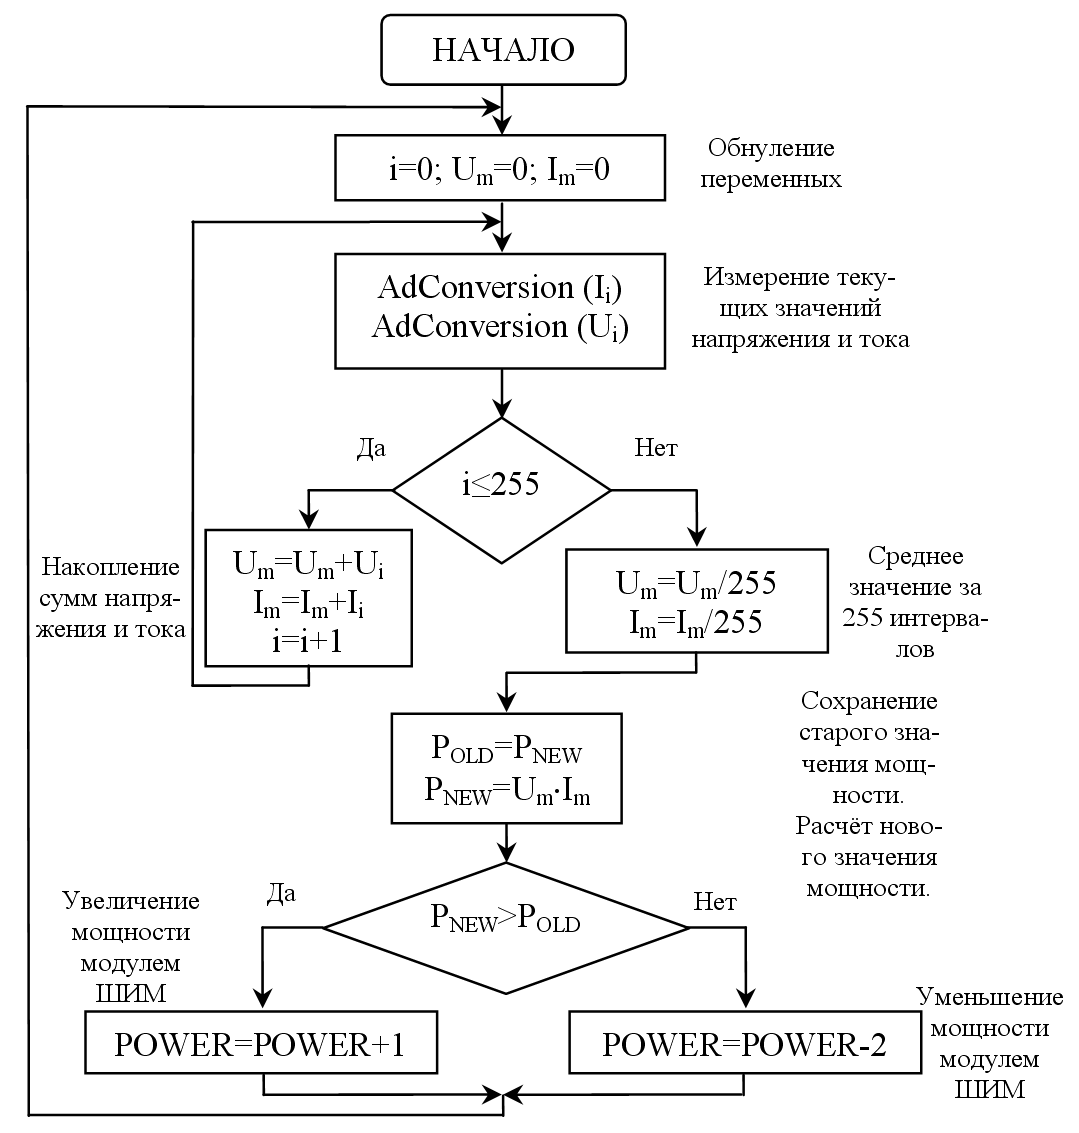 НАЧАЛО
i=0; Um=0; Im=0
Обнуление
переменных
AdConversion (Ii)
AdConversion (Ui)
Измерение теку-
щих значений
напряжения и тока
Да
Нет
i≤255
Um=Um+Ui
Im=Im+Ii
i=i+1
Накопление
сумм напря-
жения и тока
Um=Um/255
Im=Im/255
Среднее
значение за
255 интерва-
лов
POLD=PNEW
PNEW=Um·Im
Сохранение
старого зна-
чения мощ-
ности.
Расчёт ново-
го значения
мощности.
Да
Нет
PNEW>POLD
Увеличение
мощности
модулем
ШИМ
POWER=POWER+1
POWER=POWER-2
Уменьшение
мощности
модулем
ШИМ